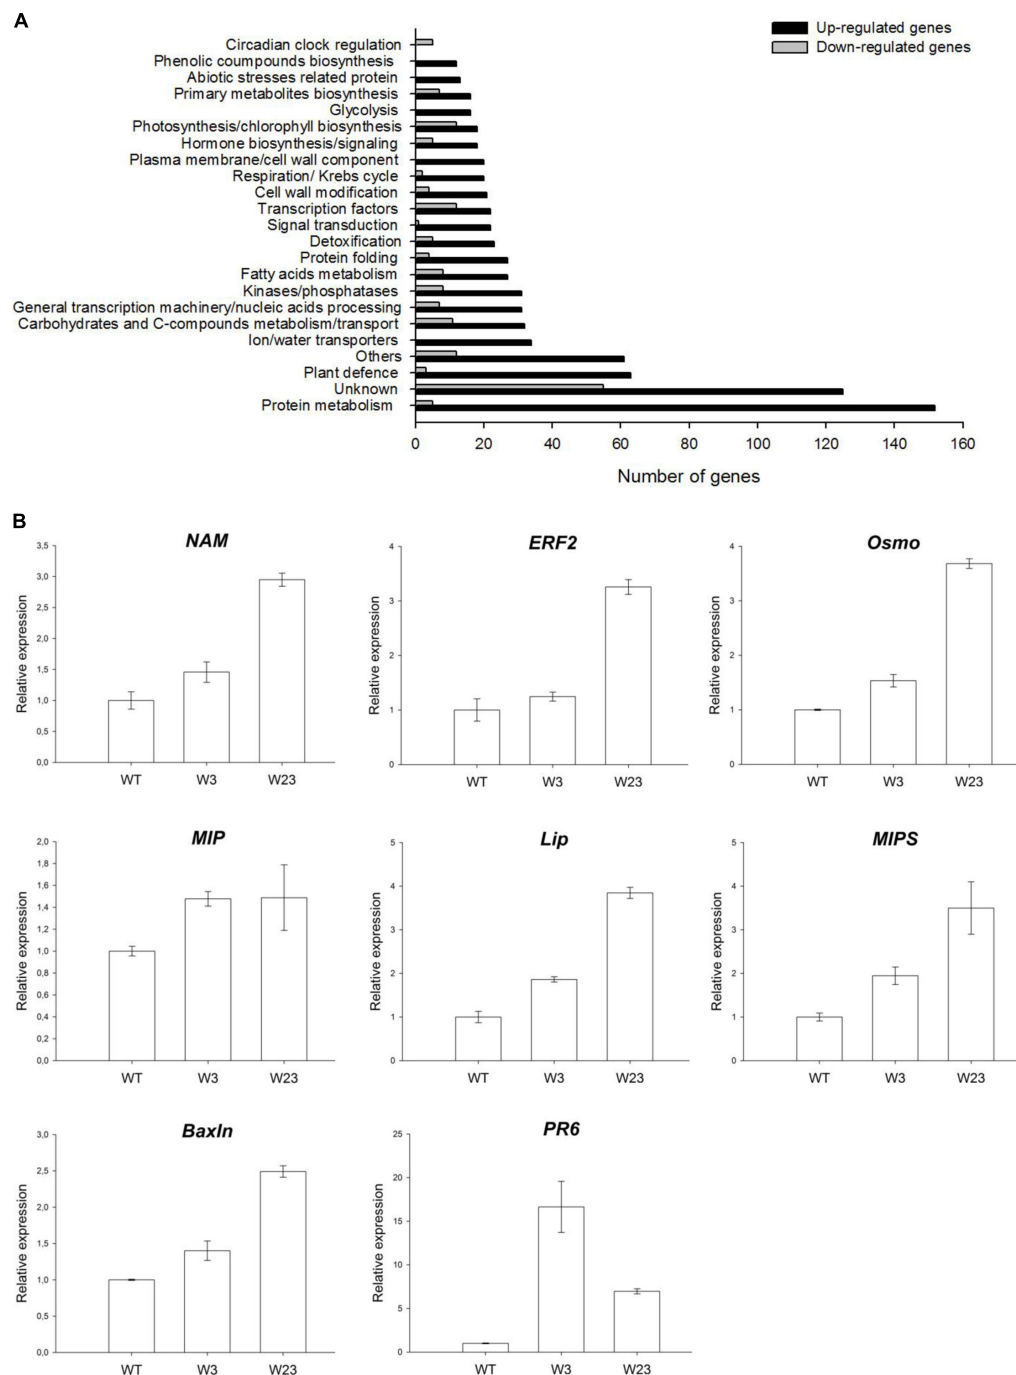 A
Up-regulated genes
Down-regulated genes
Circadian clock regulation
Phenolic coumpounds biosynthesis
Abiotic stresses related protein
Primary metabolites biosynthesis
Glycolysis
Photosynthesis/chlorophyll biosynthesis
Hormone biosynthesis/signaling
Plasma membrane/cell wall component
Respiration/ Krebs cycle
Cell wall modification
Transcription factors
Signal transduction
Detoxification
Protein folding
Fatty acids metabolism
Kinases/phosphatases
General transcription machinery/nucleic acids processing
Carbohydrates and C-compounds metabolism/transport
Ion/water transporters
Others
Plant defence
Unknown
Protein metabolism
0 20 40 60 80 100 120 140 160
Number of genes
B
NAM
Relative expression
3,5
3,0
2,5
2,0
1,5
1,0
0,5
0,0
WT W3 W23
ERF2
Relative expression
4
3
2
1
0
WT W3 W23
Osmo
Relative expression
4
3
2
1
0
WT W3 W23
MIP
Relative expression
2,0
1,8
1,6
1,4
1,2
1,0
0,8
0,6
0,4
0,2
0,0
WT W3 W23
Lip
Relative expression
5
4
3
2
1
0
WT W3 W23
MIPS
Relative expression
5
4
3
2
1
0
WT W3 W23
BaxIn
Relative expression
3,0
2,5
2,0
1,5
1,0
0,5
0,0
WT W3 W23
PR6
Relative expression
25
20
15
10
5
0
WT W3 W23